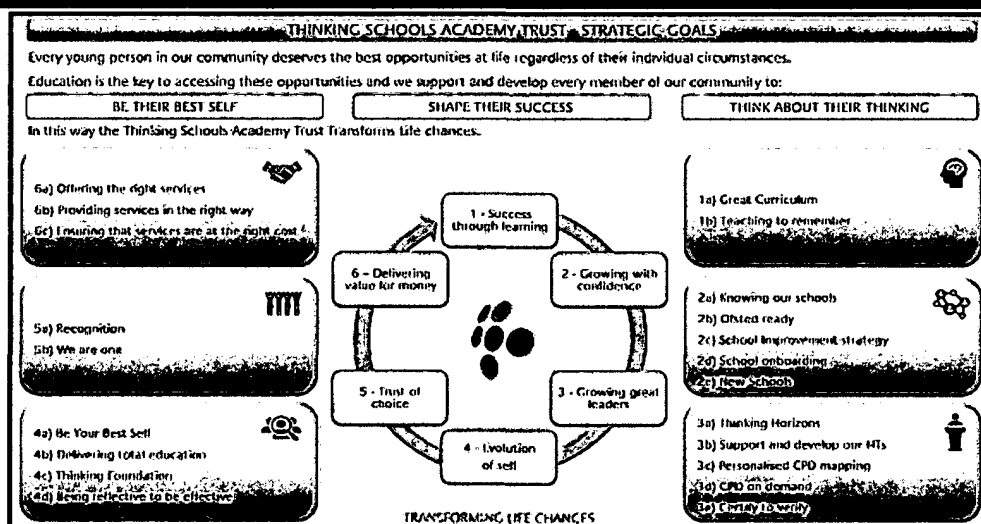 THINKING SCHOOLS ACADEMY TRUST - STRATEGIC GOALS
Every young person in our community deserves the best opportunities at life regardless of their individual circumstances.
Education is the key to accessing these opportunities and we support and develop every member of our community to:
BE THEIR BEST SELF
SHAPE THEIR SUCCESS
THINK ABOUT THEIR THINKING
In this way the Thinking Schools Academy Trust Transforms Life chances.
6a) Offering the right services
6b) Providing services in the right way
6c) Ensuring that services are at the right cost
5a) Recognition
5b) We are one
4a) Be Your Best Self
4b) Delivering total education
4c) Thinking Foundation
4d) Being reflective to be effective
1 - Success
through learning
2 - Growing with
confidence
3 - Growing great
leaders
4 - Evolution
of self
5 - Trust of
choice
6 - Delivering
value for money
TRANSFORMING LIFE CHANCES
1a) Great Curriculum
1b) Teaching to remember
2a) Knowing our schools
2b) Ofsted ready
2c) School Improvement strategy
2d) School onboarding
2e) New Schools
3a) Thinking Horizons
3b) Support and develop our HTs
3c) Personalised CPD mapping
3d) CPD on demand
3e) Certify to verify